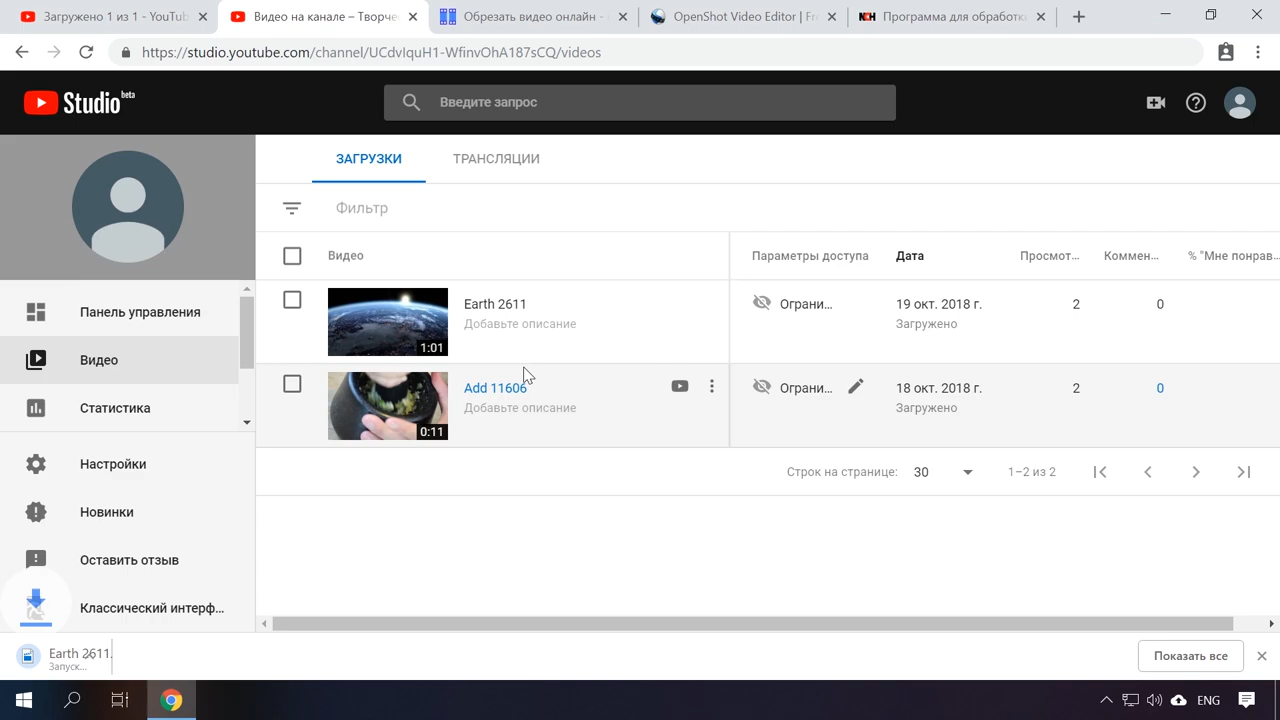 Загружено 1 из 1 - YouTub
Видео на канале – Творче
Обрезать видео онлайн -
OpenShot Video Editor | Fr
NCH
Программа для обработк
https://studio.youtube.com/channel/UCdvIquH1-WfinvOhA187sCQ/videos
Studio beta
Введите запрос
ЗАГРУЗКИ
ТРАНСЛЯЦИИ
Фильтр
Видео
Параметры доступа
Дата
Просмот...
Коммен...
% "Мне понрав...
Earth 2611
Добавьте описание
1:01
Ограни...
19 окт. 2018 г.
Загружено
2
0
Add 11606
Добавьте описание
0:11
Ограни...
18 окт. 2018 г.
Загружено
2
0
Строк на странице:
30
1–2 из 2
Панель управления
Видео
Статистика
Настройки
Новинки
Оставить отзыв
Классический интерф...
Earth 2611.
Запуск...
Показать все
ENG